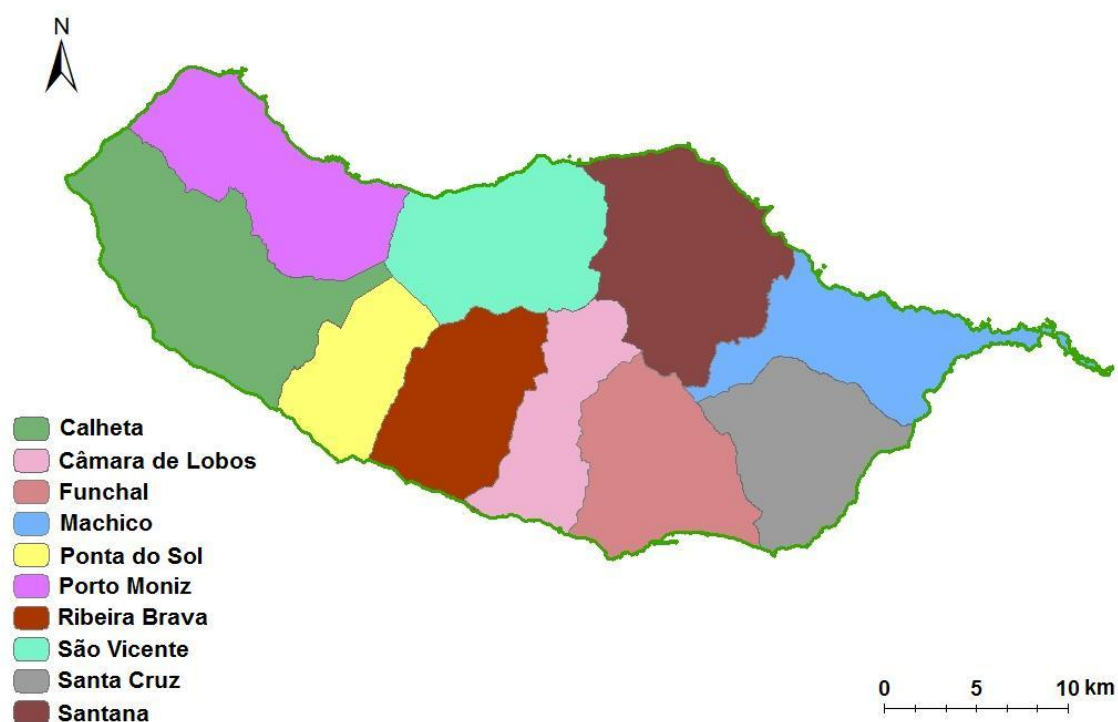 N
Calheta
Câmara de Lobos
Funchal
Machico
Ponta do Sol
Porto Moniz
Ribeira Brava
São Vicente
Santa Cruz
Santana
0 5 10 km